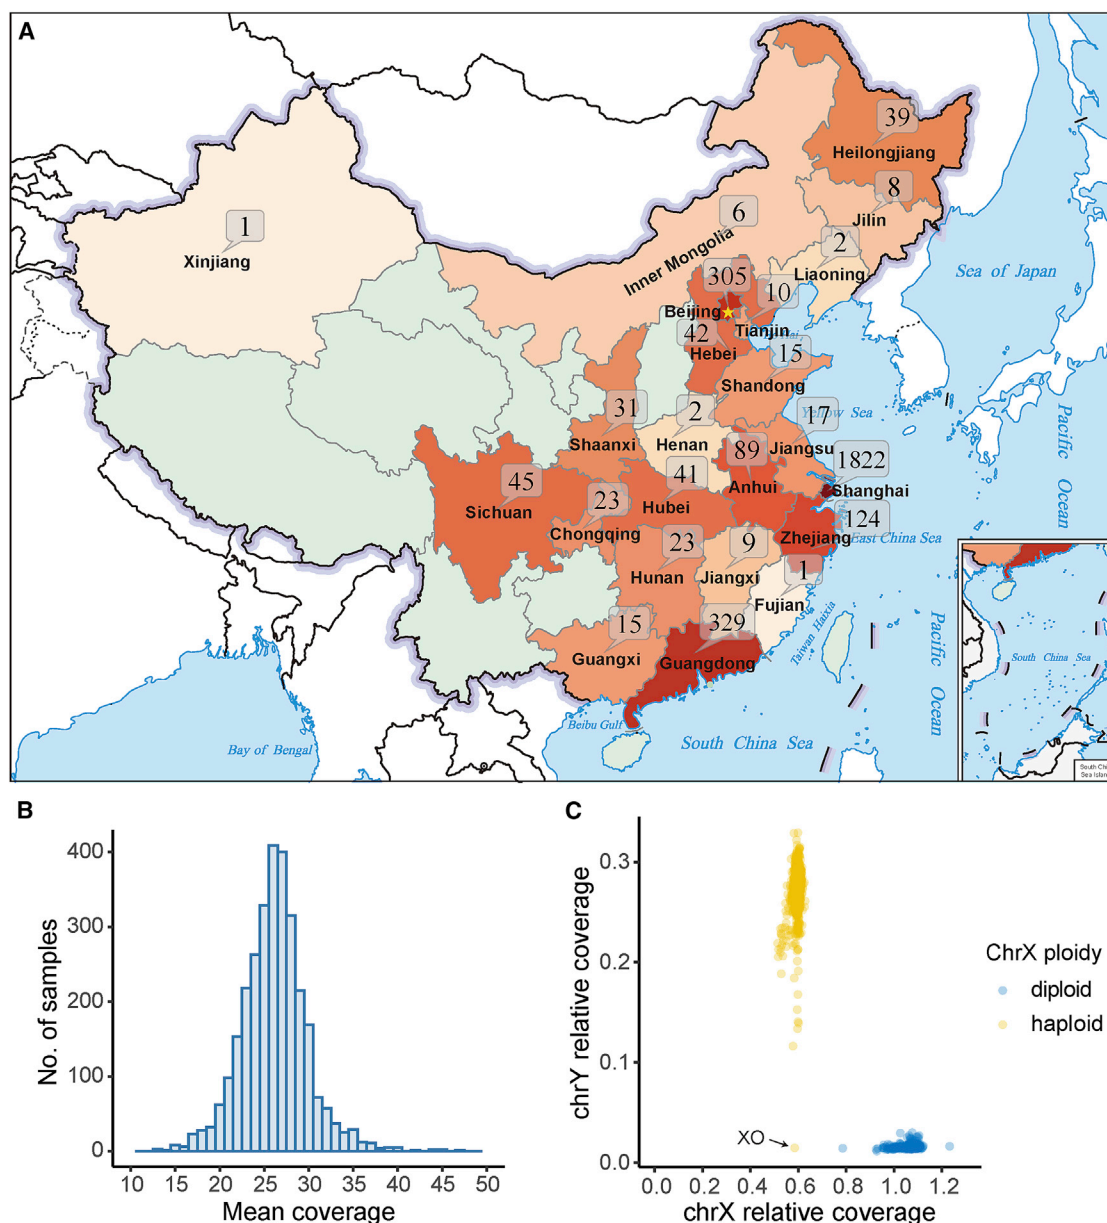 A
39
Heilongjiang
8
Jilin
1
Xinjiang
6
Inner Mongolia
2
Liaoning
Sea of Japan
305
10
Beijing
Tianjin
42
Hebei
15
Shandong
31
2
17
Yellow Sea
Shaanxi
Henan
89
Jiangsu
1822
45
41
Anhui
Shanghai
Sichuan
23
Hubei
124
Chongqing
Zhejiang
East China Sea
23
9
Hunan
Jiangxi
1
Fujian
Pacific Ocean
15
329
Guangxi
Guangdong
Taiwan Haixia
Pacific Ocean
South China Sea
Beibu Gulf
Bay of Bengal
South China Sea
South Chi
Sea Islan
B
No. of samples
400
300
200
100
0
10 15 20 25 30 35 40 45 50
Mean coverage
C
chrY relative coverage
0.3
0.2
0.1
0.0
XO
0.0 0.2 0.4 0.6 0.8 1.0 1.2
chrX relative coverage
ChrX ploidy
diploid
haploid